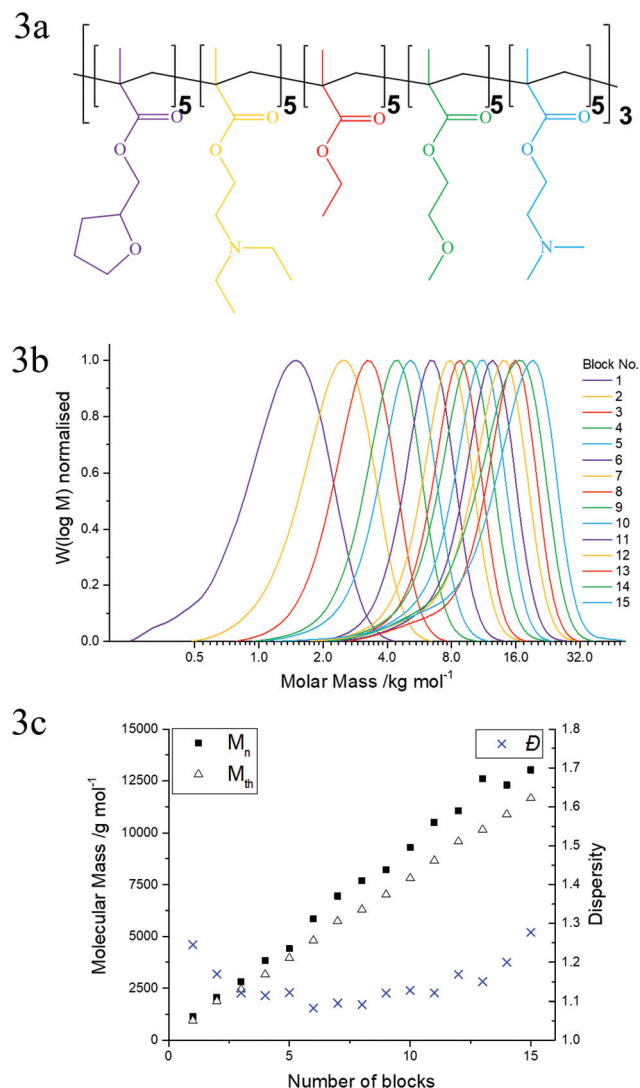 3a
5
5
5
5
5
3
O
O
O
O
O
O
O
O
O
O
O
N
O
N
3b
W(log M) normalised
1.0
0.8
0.6
0.4
0.2
0.0
0.5
1.0
2.0
4.0
8.0
16.0
32.0
Molar Mass /kg mol⁻¹
Block No.
1
2
3
4
5
6
7
8
9
10
11
12
13
14
15
3c
Molecular Mass /g mol⁻¹
15000
12500
10000
7500
5000
2500
0
Mₙ
Mₜₕ
Đ
1.8
1.7
1.6
1.5
1.4
1.3
1.2
1.1
1.0
Dispersity
0
5
10
15
Number of blocks